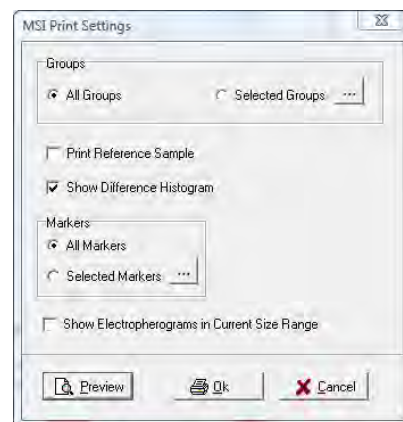 MSI Print Settings
Groups
All Groups Selected Groups ...
Print Reference Sample
Show Difference Histogram
Markers
All Markers
Selected Markers ...
Show Electropherograms in Current Size Range
Preview Ok Cancel